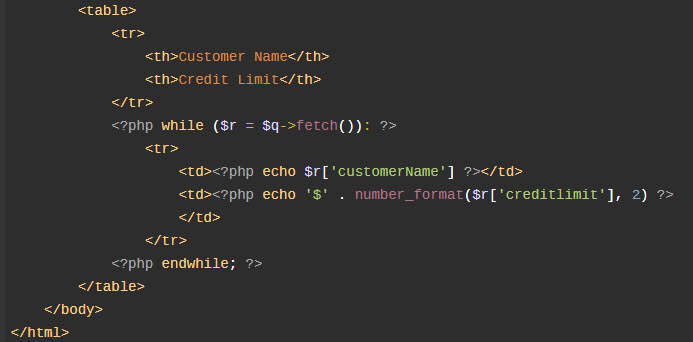 <table>
<tr>
<th>Customer Name</th>
<th>Credit Limit</th>
</tr>
<?php while ($r = $q->fetch()): ?>
<tr>
<td><?php echo $r['customerName'] ?></td>
<td><?php echo '$' . number_format($r['creditlimit'], 2) ?>
</td>
</tr>
<?php endwhile; ?>
</table>
</body>
</html>